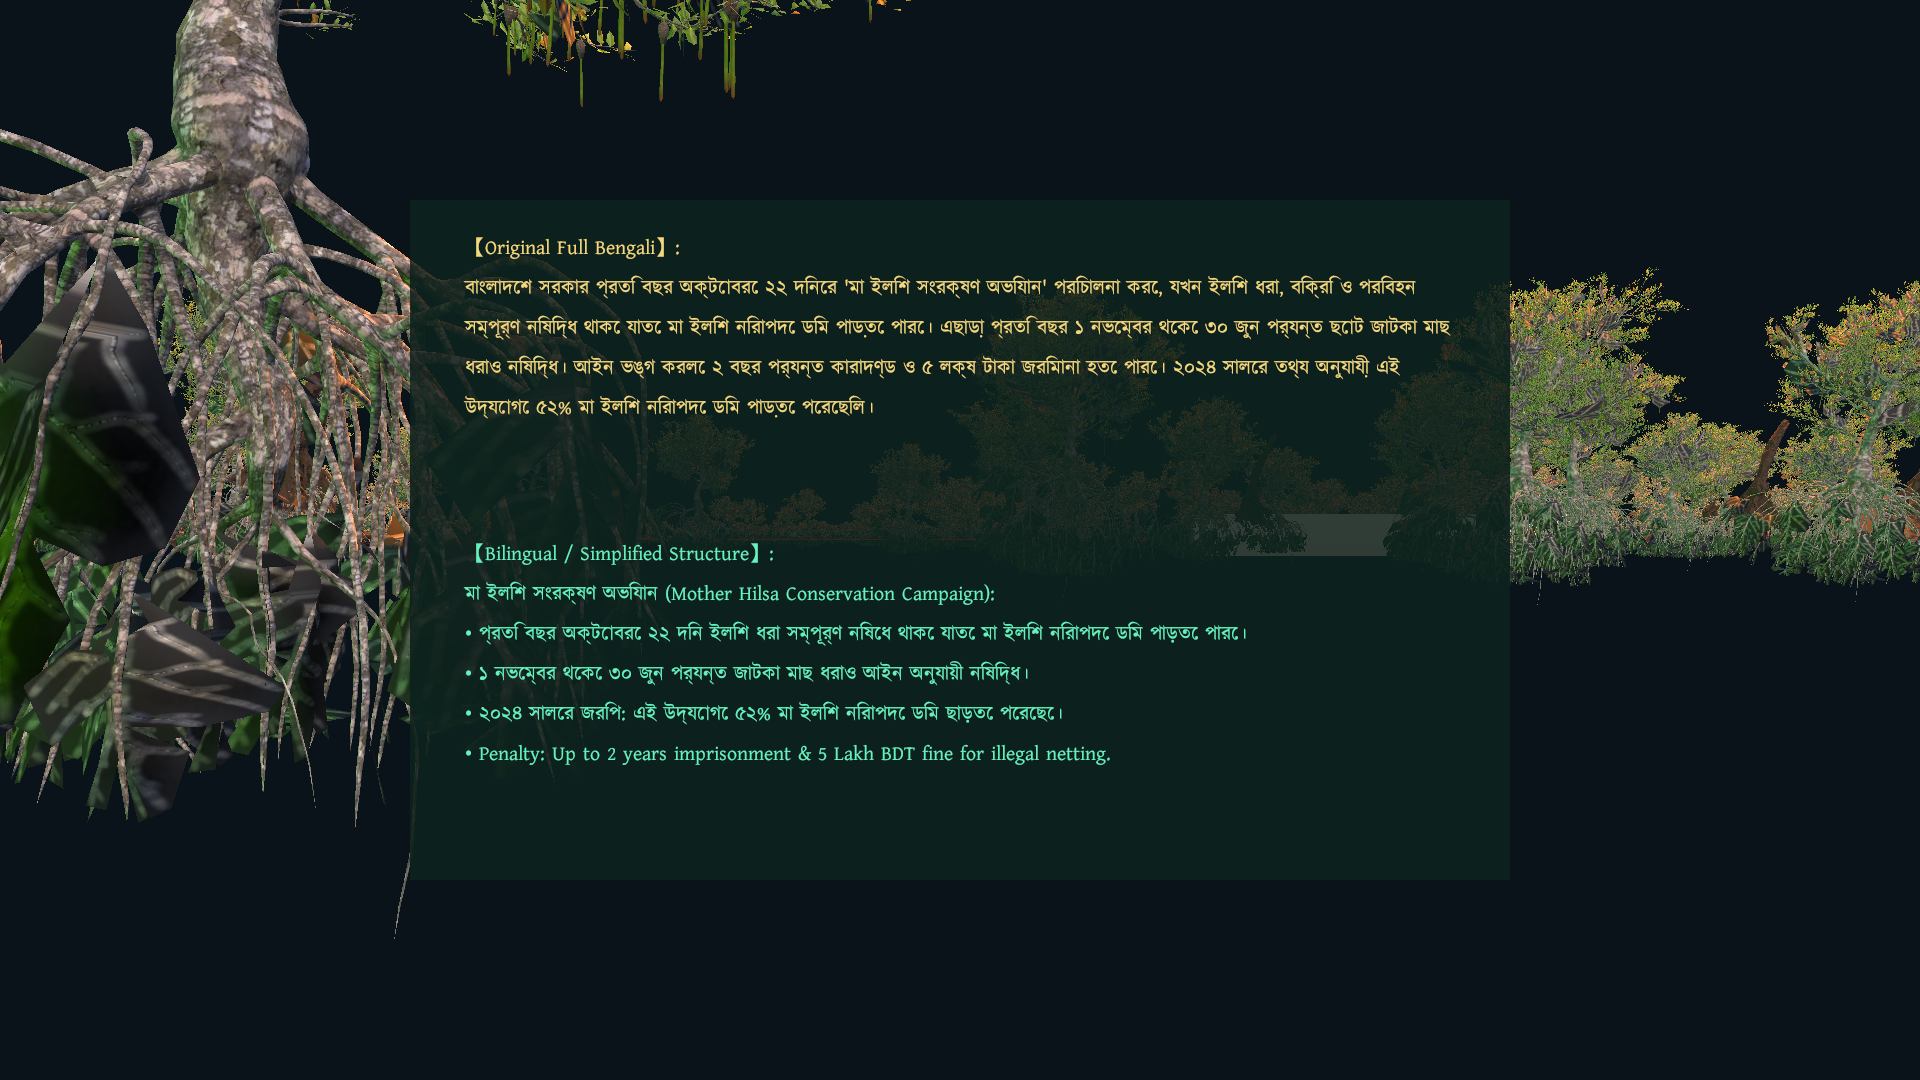 【Original Full Bengali】:
বাংলাদেশে সরকার প্রতি বছর অক্টোবরে ২২ দিনের 'মা ইলিশ সংরক্ষণ অভিযান' পরিচালনা করে, যখন ইলিশ ধরা, বিক্রি ও পরিবহন
সম্পূর্ণ নিষিদ্ধ থাকে যাতে মা ইলিশ নিরাপদে ডিম পাড়তে পারে। এছাড়া প্রতি বছর ১ নভেম্বর থেকে ৩০ জুন পর্যন্ত ছোট জাটকা মাছ
ধরাও নিষিদ্ধ। আইন ভঙ্গ করলে ২ বছর পর্যন্ত কারাদণ্ড ও ৫ লক্ষ টাকা জরিমানা হতে পারে। ২০২৪ সালের তথ্য অনুযায়ী এই
উদ্যোগে ৫২% মা ইলিশ নিরাপদে ডিম পাড়তে পেরেছিল।
【Bilingual / Simplified Structure】:
মা ইলিশ সংরক্ষণ অভিযান (Mother Hilsa Conservation Campaign):
• প্রতি বছর অক্টোবরে ২২ দিন ইলিশ ধরা সম্পূর্ণ নিষেধ থাকে যাতে মা ইলিশ নিরাপদে ডিম পাড়তে পারে।
• ১ নভেম্বর থেকে ৩০ জুন পর্যন্ত জাটকা মাছ ধরাও আইন অনুযায়ী নিষিদ্ধ।
• ২০২৪ সালের জরিপ: এই উদ্যোগে ৫২% মা ইলিশ নিরাপদে ডিম ছাড়তে পেরেছে।
• Penalty: Up to 2 years imprisonment & 5 Lakh BDT fine for illegal netting.